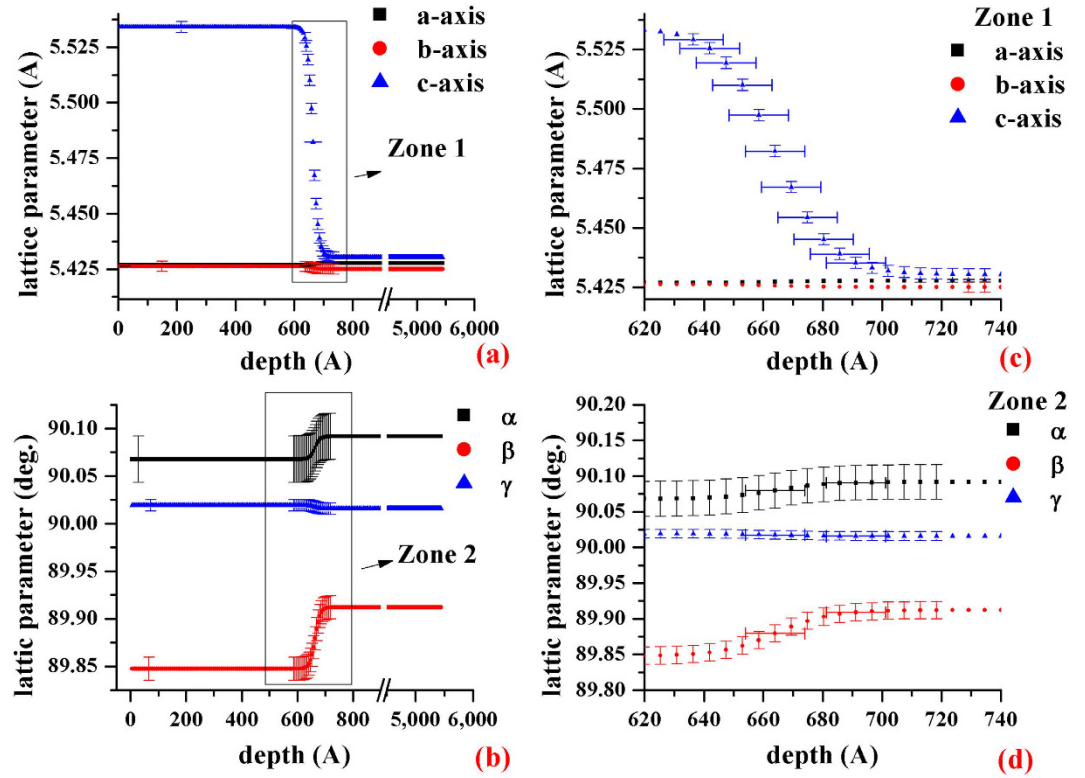 (a)
a-axis
b-axis
c-axis
Zone 1
lattice parameter (A)
5.535
5.500
5.475
5.450
5.425
0 200 400 600 800 5,000 6,000
depth (A)
(c)
Zone 1
a-axis
b-axis
c-axis
lattice parameter (A)
5.525
5.500
5.475
5.450
5.425
620 640 660 680 700 720 740
depth (A)
(b)
α
β
γ
Zone 2
lattic parameter (deg.)
90.10
90.05
90.00
89.95
89.90
89.85
0 200 400 600 800 5,000 6,000
depth (A)
(d)
Zone 2
α
β
γ
lattic parameter (deg.)
90.20
90.15
90.10
90.05
90.00
89.95
89.90
89.85
89.80
620 640 660 680 700 720 740
depth (A)